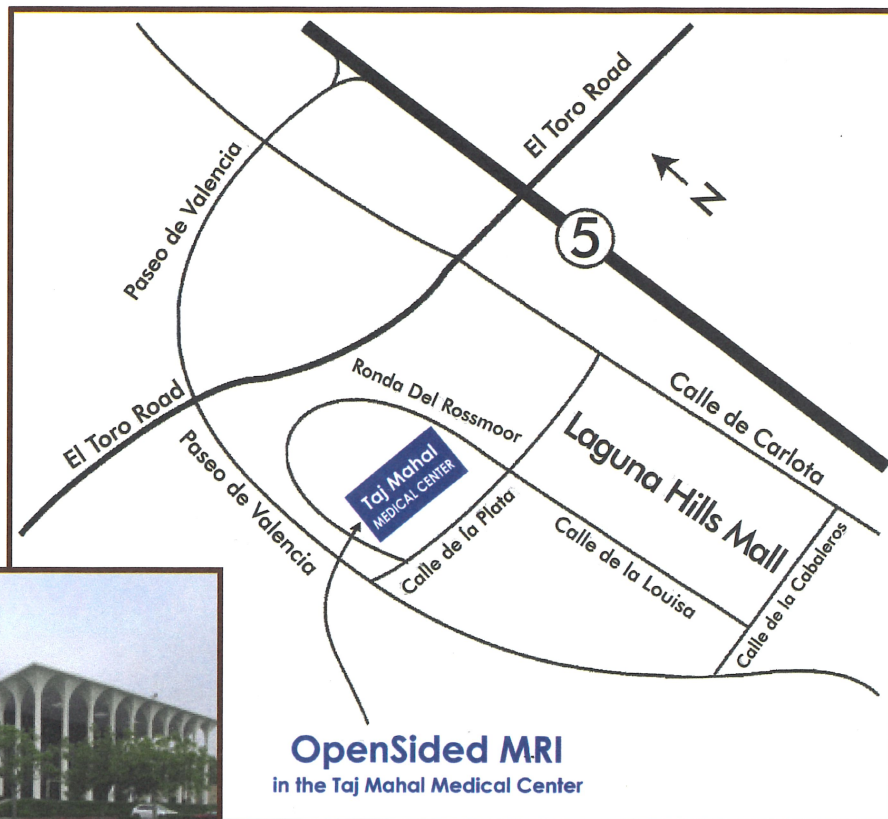 El Toro Road
N
Paseo de Valencia
5
Ronda Del Rossmoor
Calle de Carlota
El Toro Road
Laguna Hills Mall
Taj Mahal
MEDICAL CENTER
Paseo de Valencia
Calle de la Plata
Calle de la Louisa
Calle de la Cabaleros
OpenSided MRI
in the Taj Mahal Medical Center